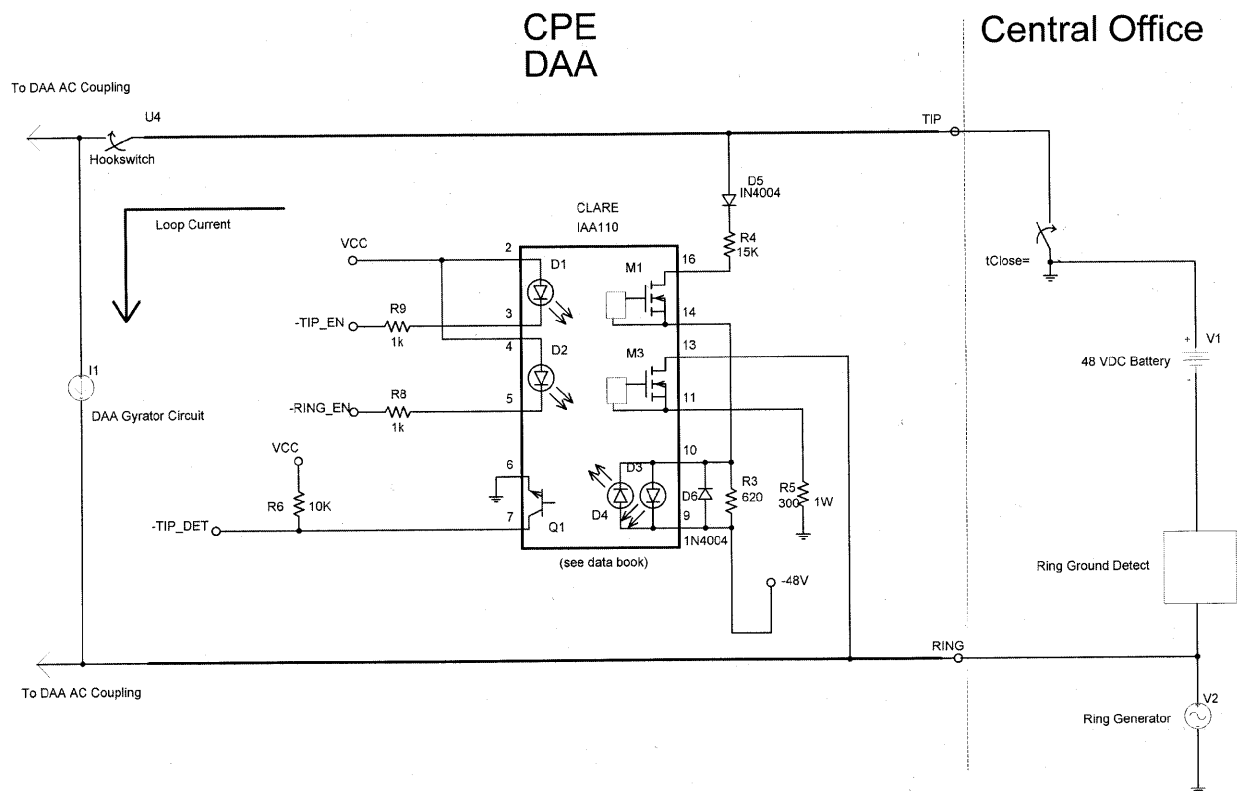 CPE
DAA
Central Office
To DAA AC Coupling
U4
Hookswitch
TIP
D5
IN4004
Loop Current
CLARE
IAA110
R4
15K
VCC
2
D1
M1
16
tClose=
R9
-TIP_EN
1k
3
14
4
D2
M3
13
+
V1
48 VDC Battery
-
I1
DAA Gyrator Circuit
R8
-RING_EN
1k
5
11
VCC
6
10
D3
R6
10K
D4
D6
R3
620
R5
300
1W
-TIP_DET
7
Q1
9
1N4004
(see data book)
-48V
Ring Ground Detect
RING
To DAA AC Coupling
V2
Ring Generator